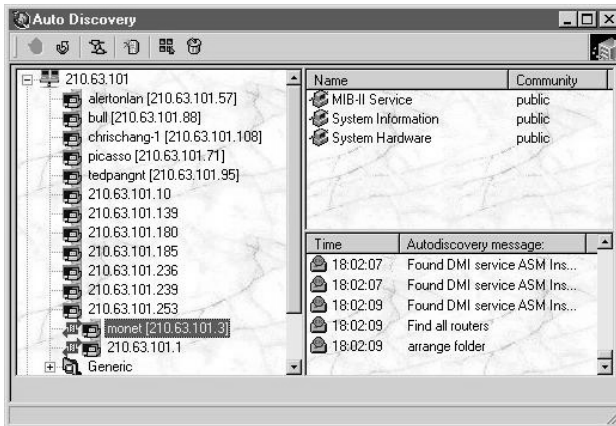 Auto Discovery
210.63.101
alertonlan [210.63.101.57]
bull [210.63.101.88]
chrischang-1 [210.63.101.108]
picasso [210.63.101.71]
tedpangnt [210.63.101.95]
210.63.101.10
210.63.101.139
210.63.101.180
210.63.101.185
210.63.101.236
210.63.101.239
210.63.101.253
monet [210.63.101.3]
210.63.101.1
Generic
Name Community
MIB-II Service public
System Information public
System Hardware public
Time Autodiscovery message:
18:02:07 Found DMI service ASM Ins...
18:02:07 Found DMI service ASM Ins...
18:02:09 Found DMI service ASM Ins...
18:02:09 Find all routers
18:02:09 arrange folder